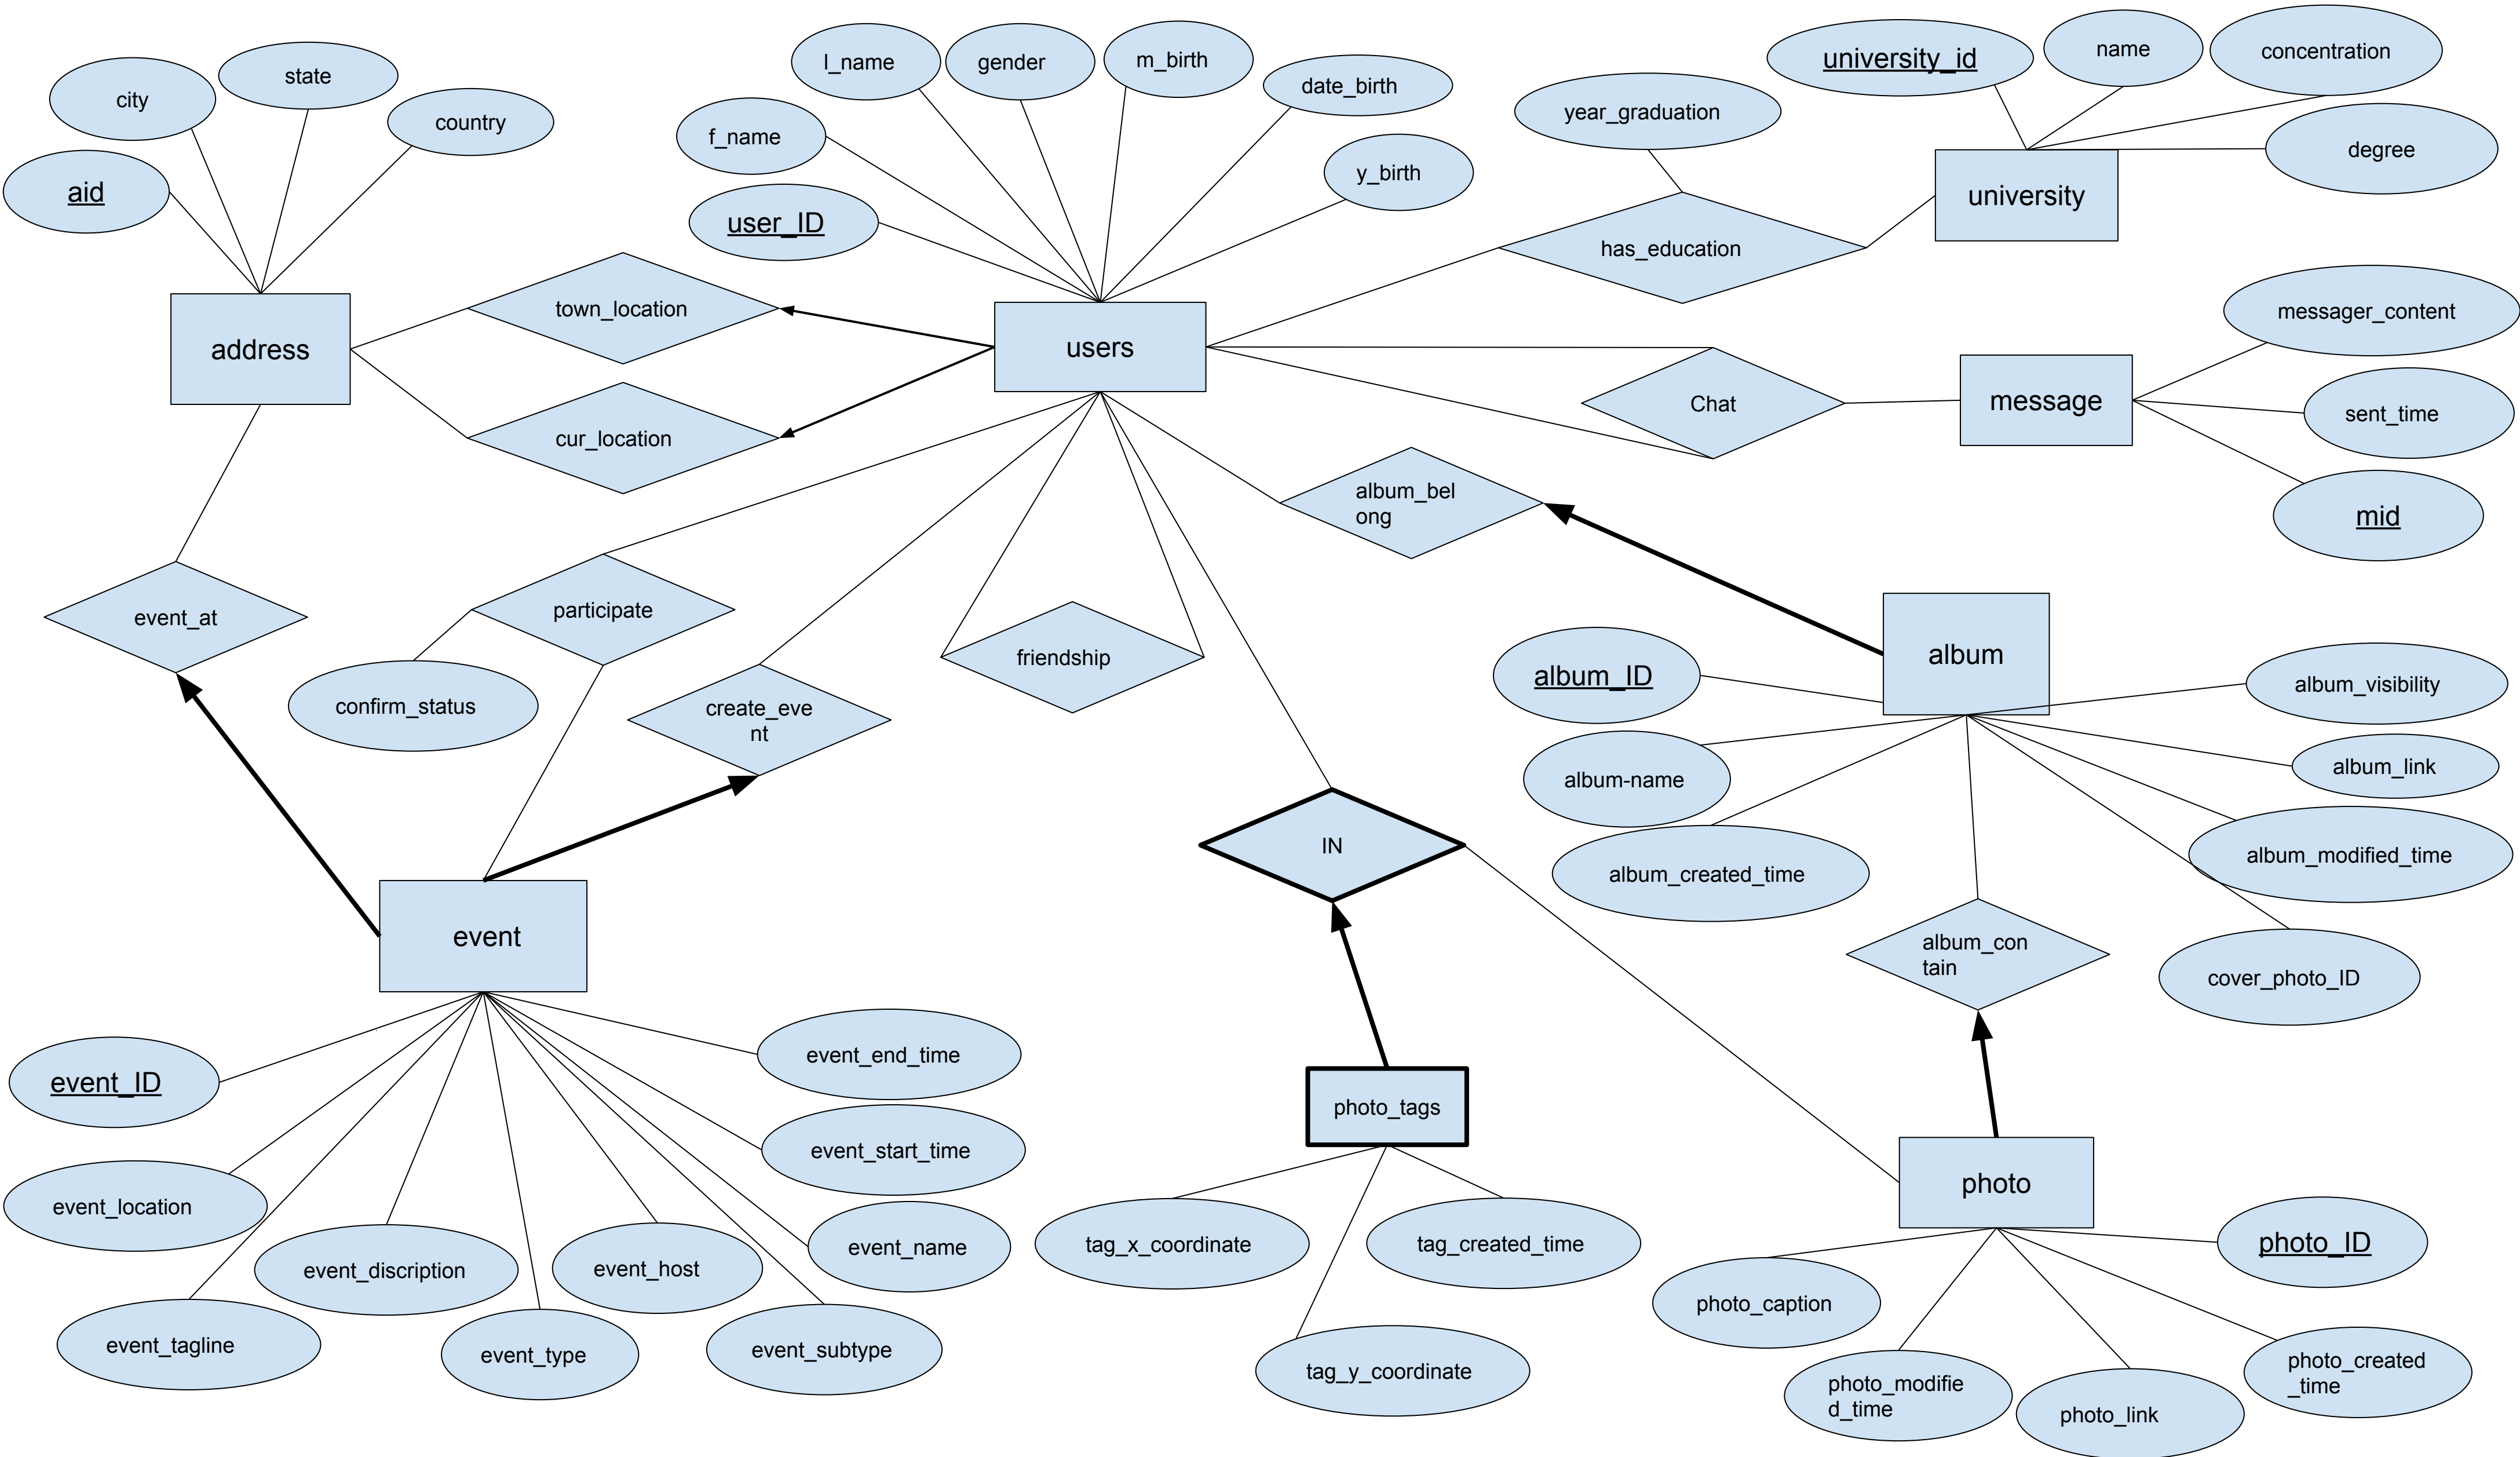 l_name
gender
m_birth
date_birth
university_id
name
concentration
city
state
country
f_name
year_graduation
y_birth
degree
aid
user_ID
university
has_education
town_location
address
users
messager_content
Chat
message
sent_time
cur_location
album_bel
ong
mid
event_at
participate
friendship
album
confirm_status
create_eve
nt
album_ID
album_visibility
album-name
album_link
IN
album_created_time
album_modified_time
event
album_con
tain
cover_photo_ID
event_ID
event_end_time
photo_tags
event_start_time
photo
event_location
event_discription
event_host
event_name
tag_x_coordinate
tag_created_time
photo_ID
event_tagline
event_type
event_subtype
tag_y_coordinate
photo_caption
photo_modifie
d_time
photo_link
photo_created
_time